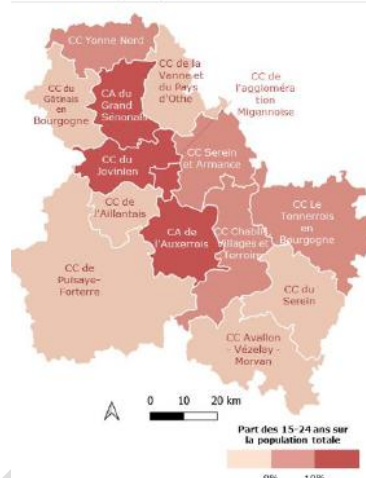 CC Yonne Nord
CC de la
Vanne et
du Pays
d'Othe
CC de
l'aggloméra
tion
Migennoise
CC du
Gâtinais
en
Bourgogne
CA du
Grand
Sénonais
CC du
Jovinien
CC Serein
et Armance
CC de
l'Aillantais
CA de
l'Auxerrois
CC Chablis
Villages et
Terroirs
CC Le
Tonnerrois
en
Bourgogne
CC de
Puisaye-
Forterre
CC du
Serein
CC Avallon
- Vézelay -
Morvan
0 10 20 km
Part des 15-24 ans sur
la population totale
9% 10%